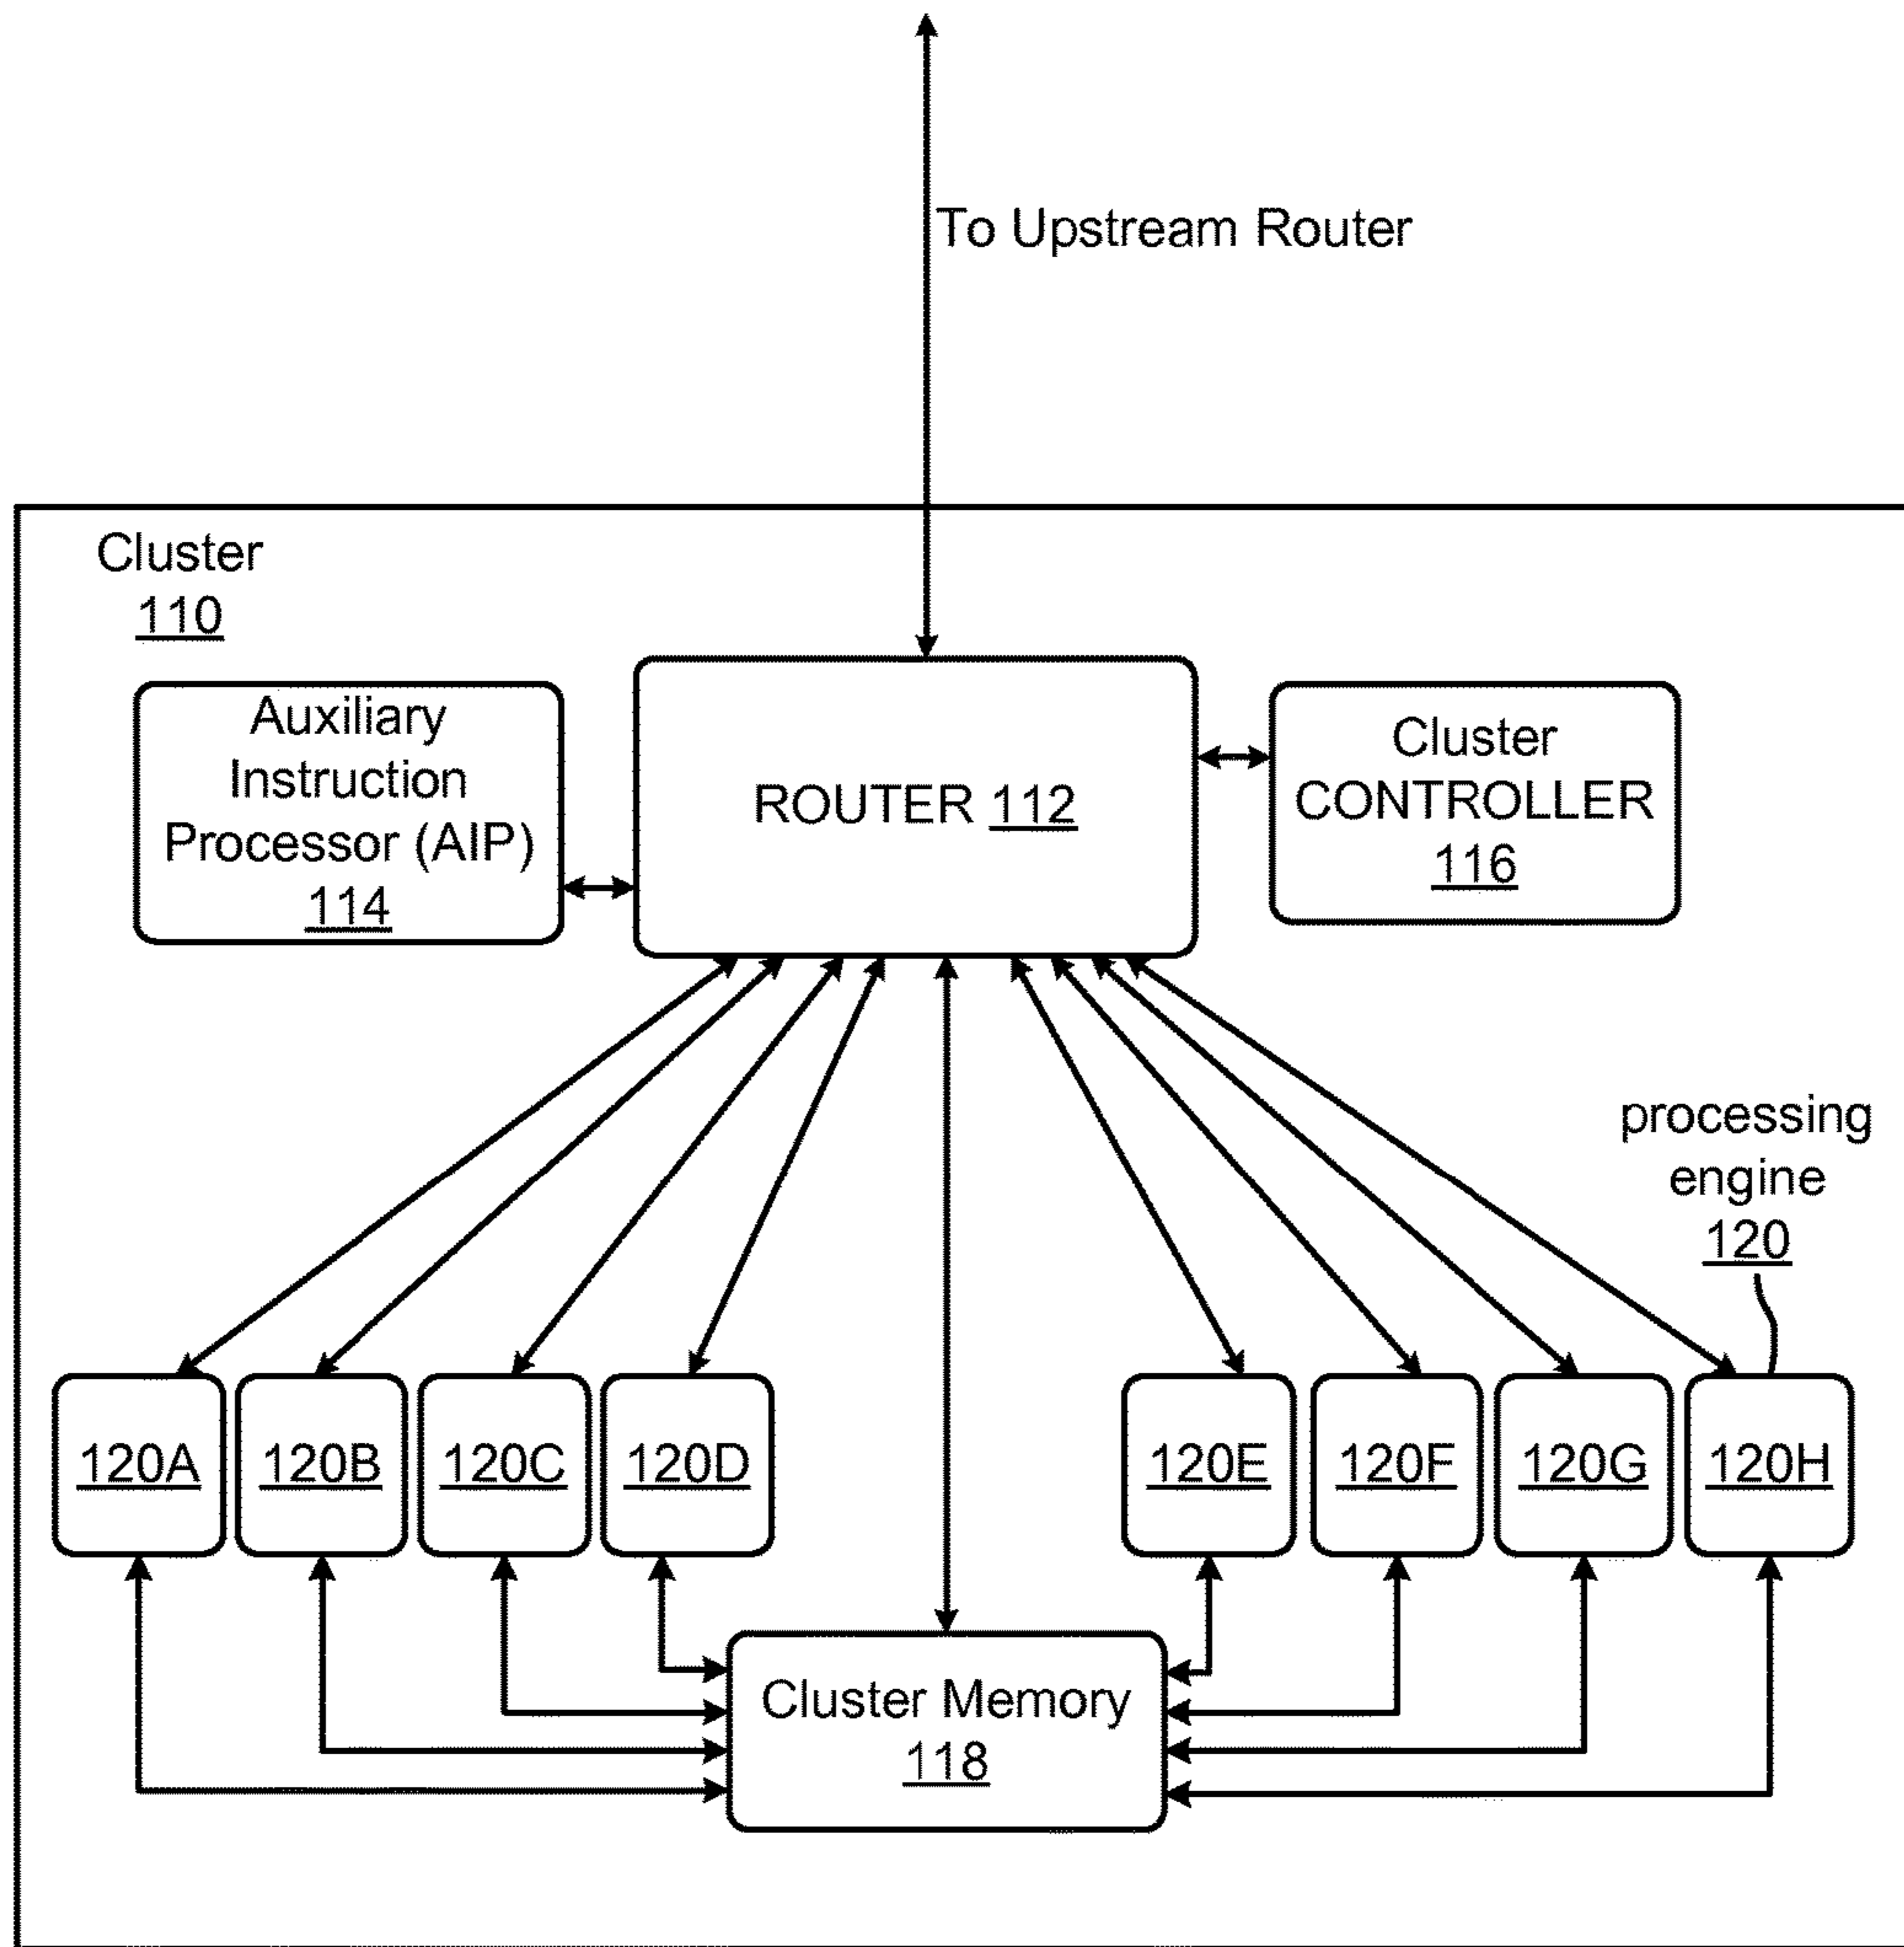 To Upstream Router
Cluster
110
Auxiliary
Instruction
Processor (AIP)
114
ROUTER 112
Cluster
CONTROLLER
116
processing
engine
120
120A
120B
120C
120D
120E
120F
120G
120H
Cluster Memory
118